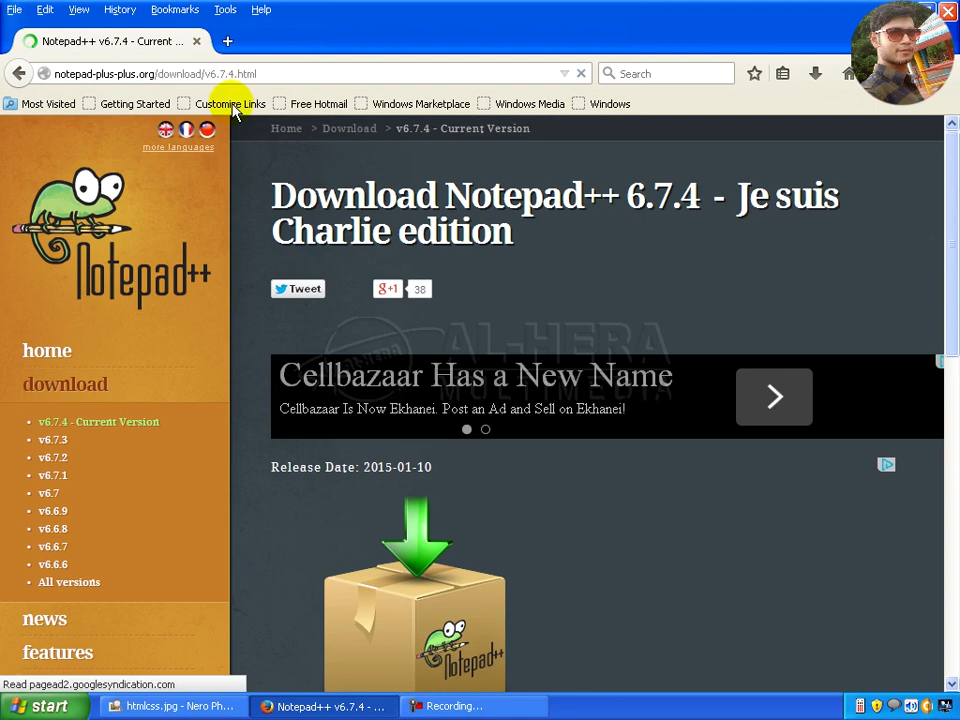 File Edit View History Bookmarks Tools Help
Notepad++ v6.7.4 - Current ...
notepad-plus-plus.org/download/v6.7.4.html
Search
Most Visited Getting Started Customize Links Free Hotmail Windows Marketplace Windows Media Windows
more languages
Notepad++
home
download
v6.7.4 - Current Version
v6.7.3
v6.7.2
v6.7.1
v6.7
v6.6.9
v6.6.8
v6.6.7
v6.6.6
All versions
news
features
Home > Download > v6.7.4 - Current Version
Download Notepad++ 6.7.4 - Je suis
Charlie edition
Tweet
g+1 38
AL-HERA
MULTIMEDIA
Cellbazaar Has a New Name
Cellbazaar Is Now Ekhanei. Post an Ad and Sell on Ekhanei!
Release Date: 2015-01-10
Notepad++
Read pagead2.googlesyndication.com
start
htmlcss.jpg - Nero Ph...
Notepad++ v6.7.4 - ...
Recording...